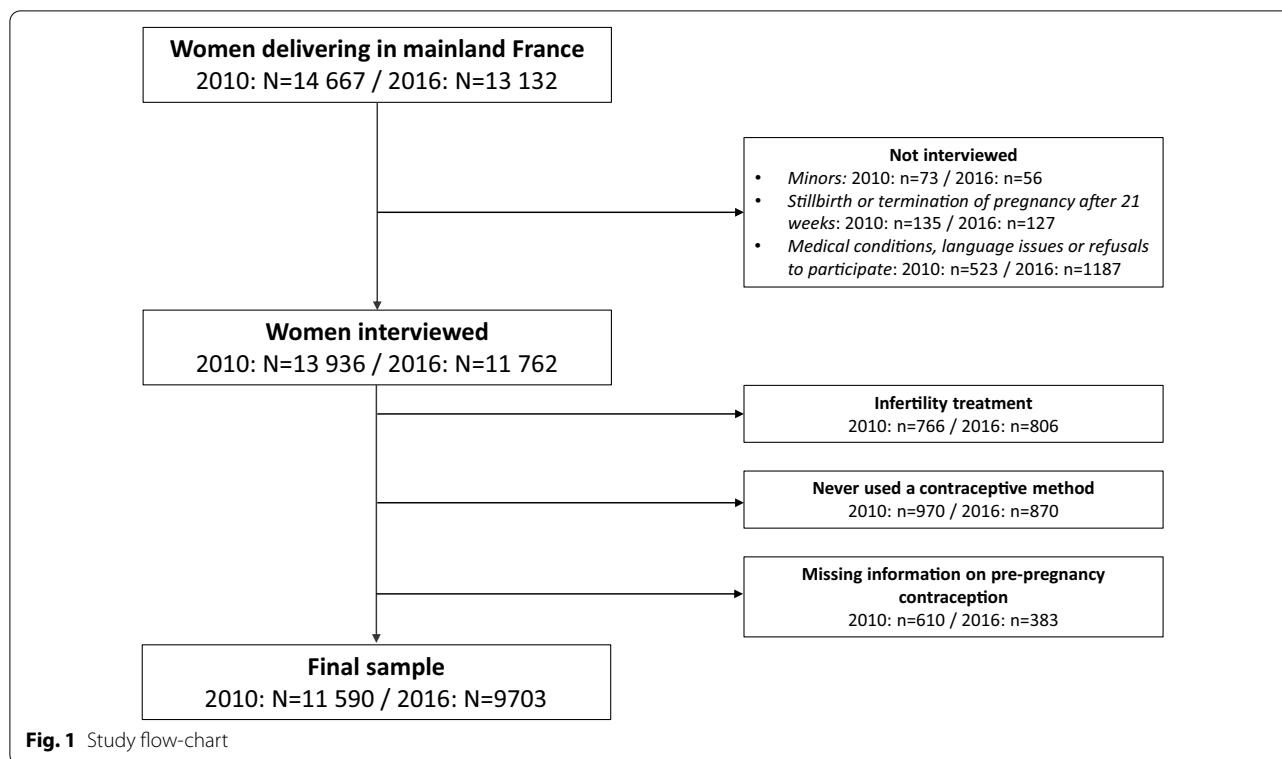 Women delivering in mainland France
2010: N=14 667 / 2016: N=13 132
Not interviewed
• Minors: 2010: n=73 / 2016: n=56
• Stillbirth or termination of pregnancy after 21
weeks: 2010: n=135 / 2016: n=127
• Medical conditions, language issues or refusals
to participate: 2010: n=523 / 2016: n=1187
Women interviewed
2010: N=13 936 / 2016: N=11 762
Infertility treatment
2010: n=766 / 2016: n=806
Never used a contraceptive method
2010: n=970 / 2016: n=870
Missing information on pre-pregnancy
contraception
2010: n=610 / 2016: n=383
Final sample
2010: N=11 590 / 2016: N=9703
Fig. 1 Study flow-chart